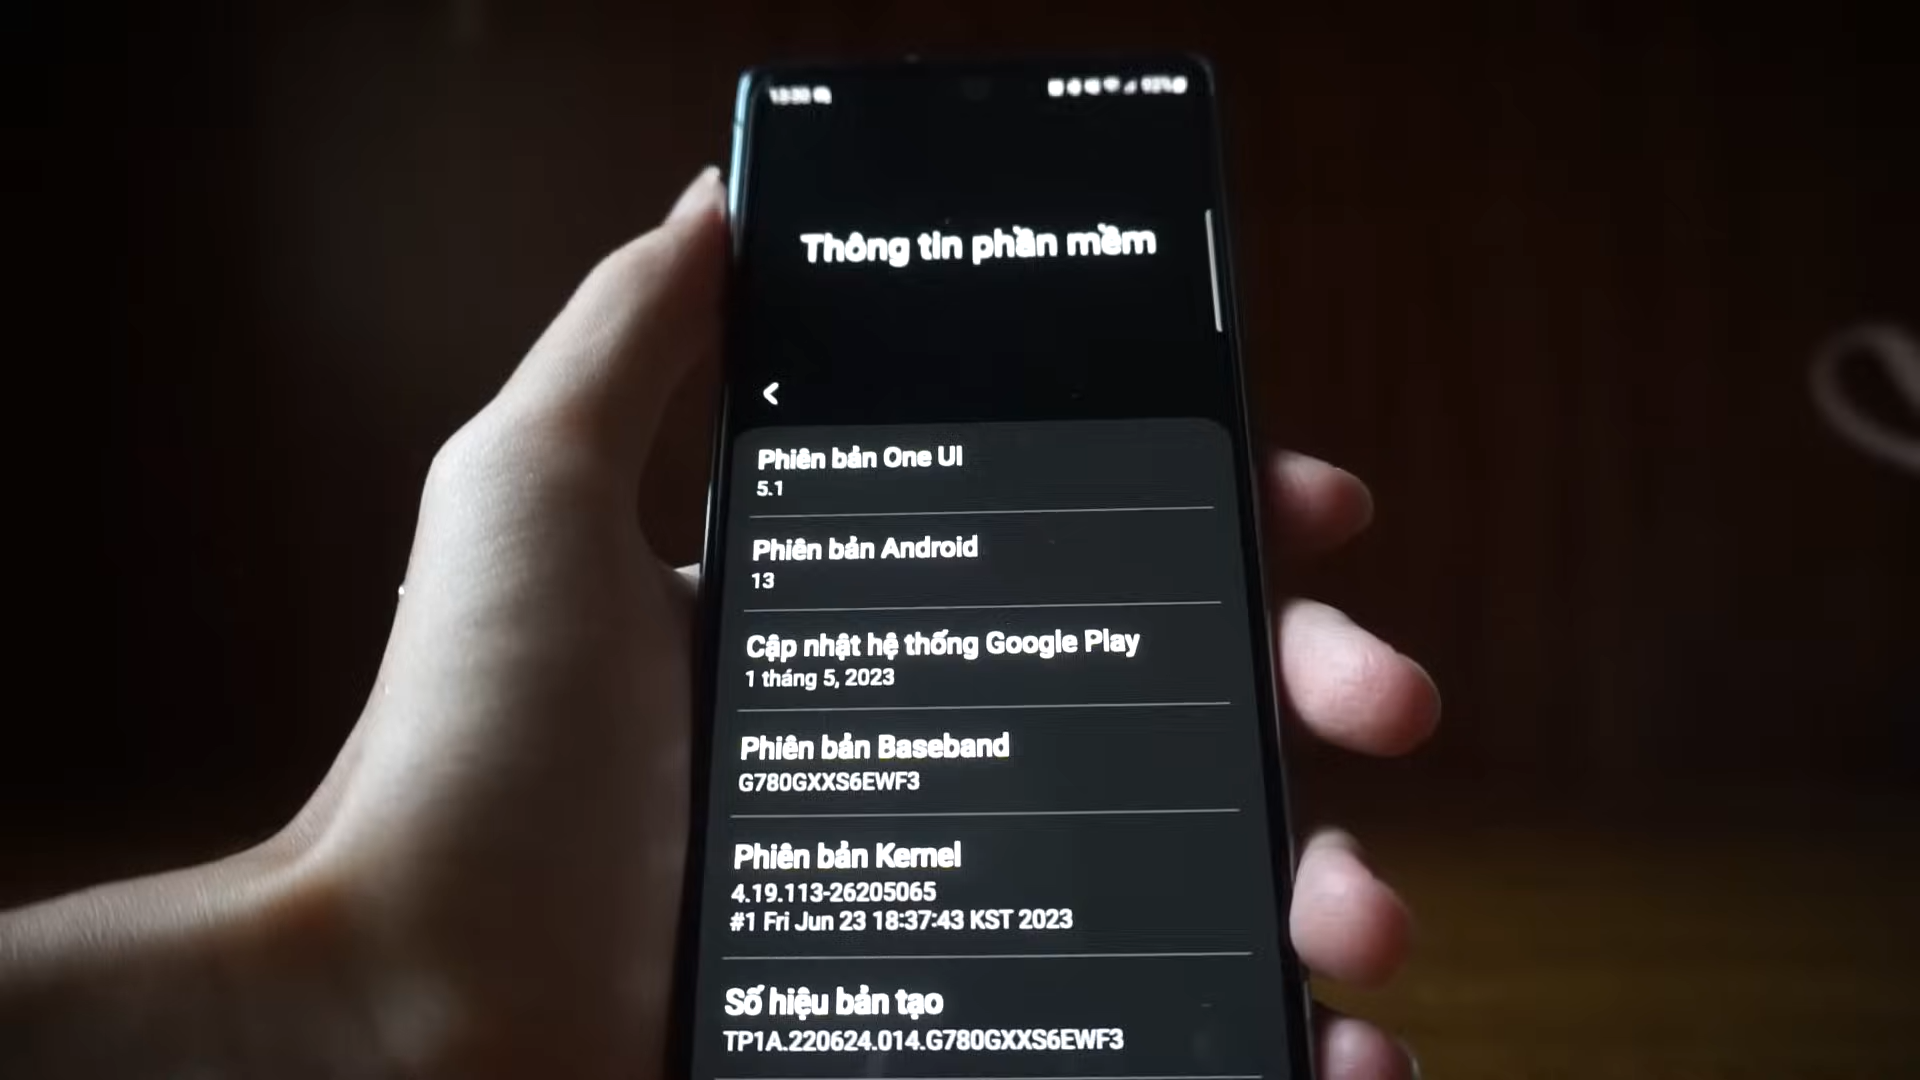 Thông tin phần mềm
Phiên bản One UI
5.1
Phiên bản Android
13
Cập nhật hệ thống Google Play
1 tháng 5, 2023
Phiên bản Baseband
G780GXXS6EWF3
Phiên bản Kernel
4.19.113-26205065
#1 Fri Jun 23 18:37:43 KST 2023
Số hiệu bản tạo
TP1A.220624.014.G780GXXS6EWF3